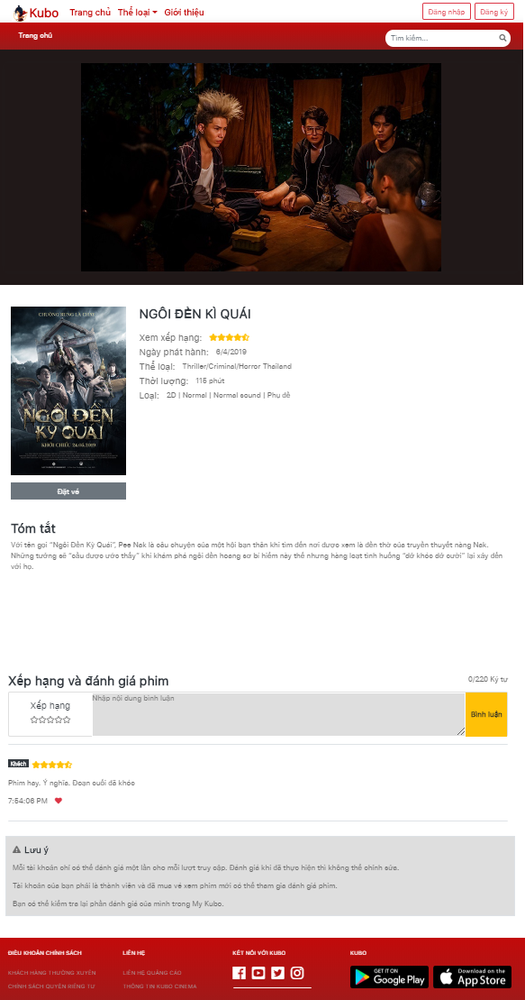 Kubo Trang chủ Thể loại Giới thiệu Đăng nhập Đăng ký
Trang chủ Tìm kiếm...
CHUÔNG RUNG LÀ LƯỢM
NGÔI ĐỀN
KỲ QUÁI
KHỞI CHIẾU 24.05.2019
Đặt vé
NGÔI ĐỀN KÌ QUÁI
Xem xếp hạng:
Ngày phát hành: 6/4/2019
Thể loại: Thriller/Criminal/Horror Thailand
Thời lượng: 115 phút
Loại: 2D | Normal | Normal sound | Phụ đề
Tóm tắt
Với tên gọi “Ngôi Đền Kỳ Quái”, Pee Nak là câu chuyện của một hội bạn thân khi tìm đến nơi được xem là đền thờ của truyền thuyết nàng Nak.
Những tưởng sẽ “cầu được ước thấy” khi khám phá ngôi đền hoang sơ bí hiểm này thế nhưng hàng loạt tình huống “dở khóc dở cười” lại xảy đến
với họ.
Xếp hạng và đánh giá phim 0/220 Ký tự
Xếp hạng
Nhập nội dung bình luận
Bình luận
Khách
Phim hay. Ý nghĩa. Đoạn cuối đã khóc
7:54:06 PM
Lưu ý
Mỗi tài khoản chỉ có thể đánh giá một lần cho mỗi lượt truy cập. Đánh giá khi đã thực hiện thì không thể chỉnh sửa.
Tài khoản của bạn phải là thành viên và đã mua vé xem phim mới có thể tham gia đánh giá phim.
Bạn có thể kiểm tra lại phần đánh giá của mình trong My Kubo.
ĐIỀU KHOẢN CHÍNH SÁCH LIÊN HỆ KẾT NỐI VỚI KUBO KUBO
KHÁCH HÀNG THƯỜNG XUYÊN LIÊN HỆ QUẢNG CÁO
CHÍNH SÁCH QUYỀN RIÊNG TƯ THÔNG TIN KUBO CINEMA
GET IT ON
Google Play
Download on the
App Store